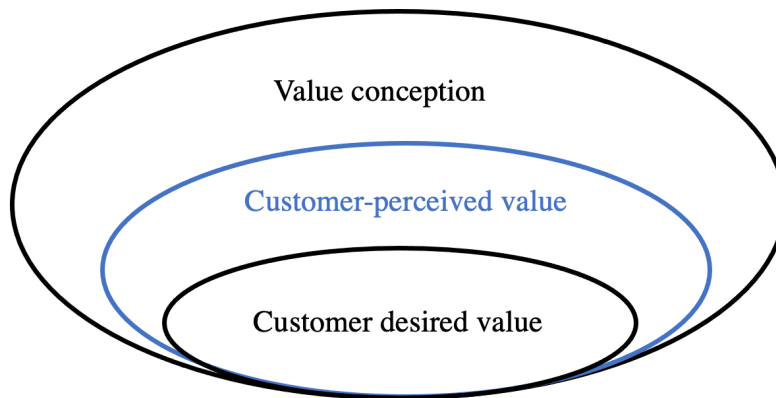 Value conception
Customer-perceived value
Customer desired value